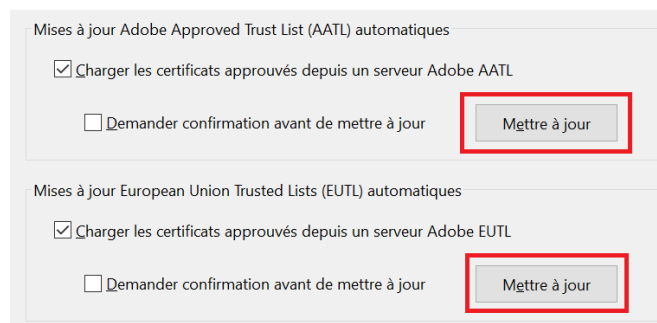 Mises à jour Adobe Approved Trust List (AATL) automatiques
Charger les certificats approuvés depuis un serveur Adobe AATL
Demander confirmation avant de mettre à jour
Mettre à jour
Mises à jour European Union Trusted Lists (EUTL) automatiques
Charger les certificats approuvés depuis un serveur Adobe EUTL
Demander confirmation avant de mettre à jour
Mettre à jour